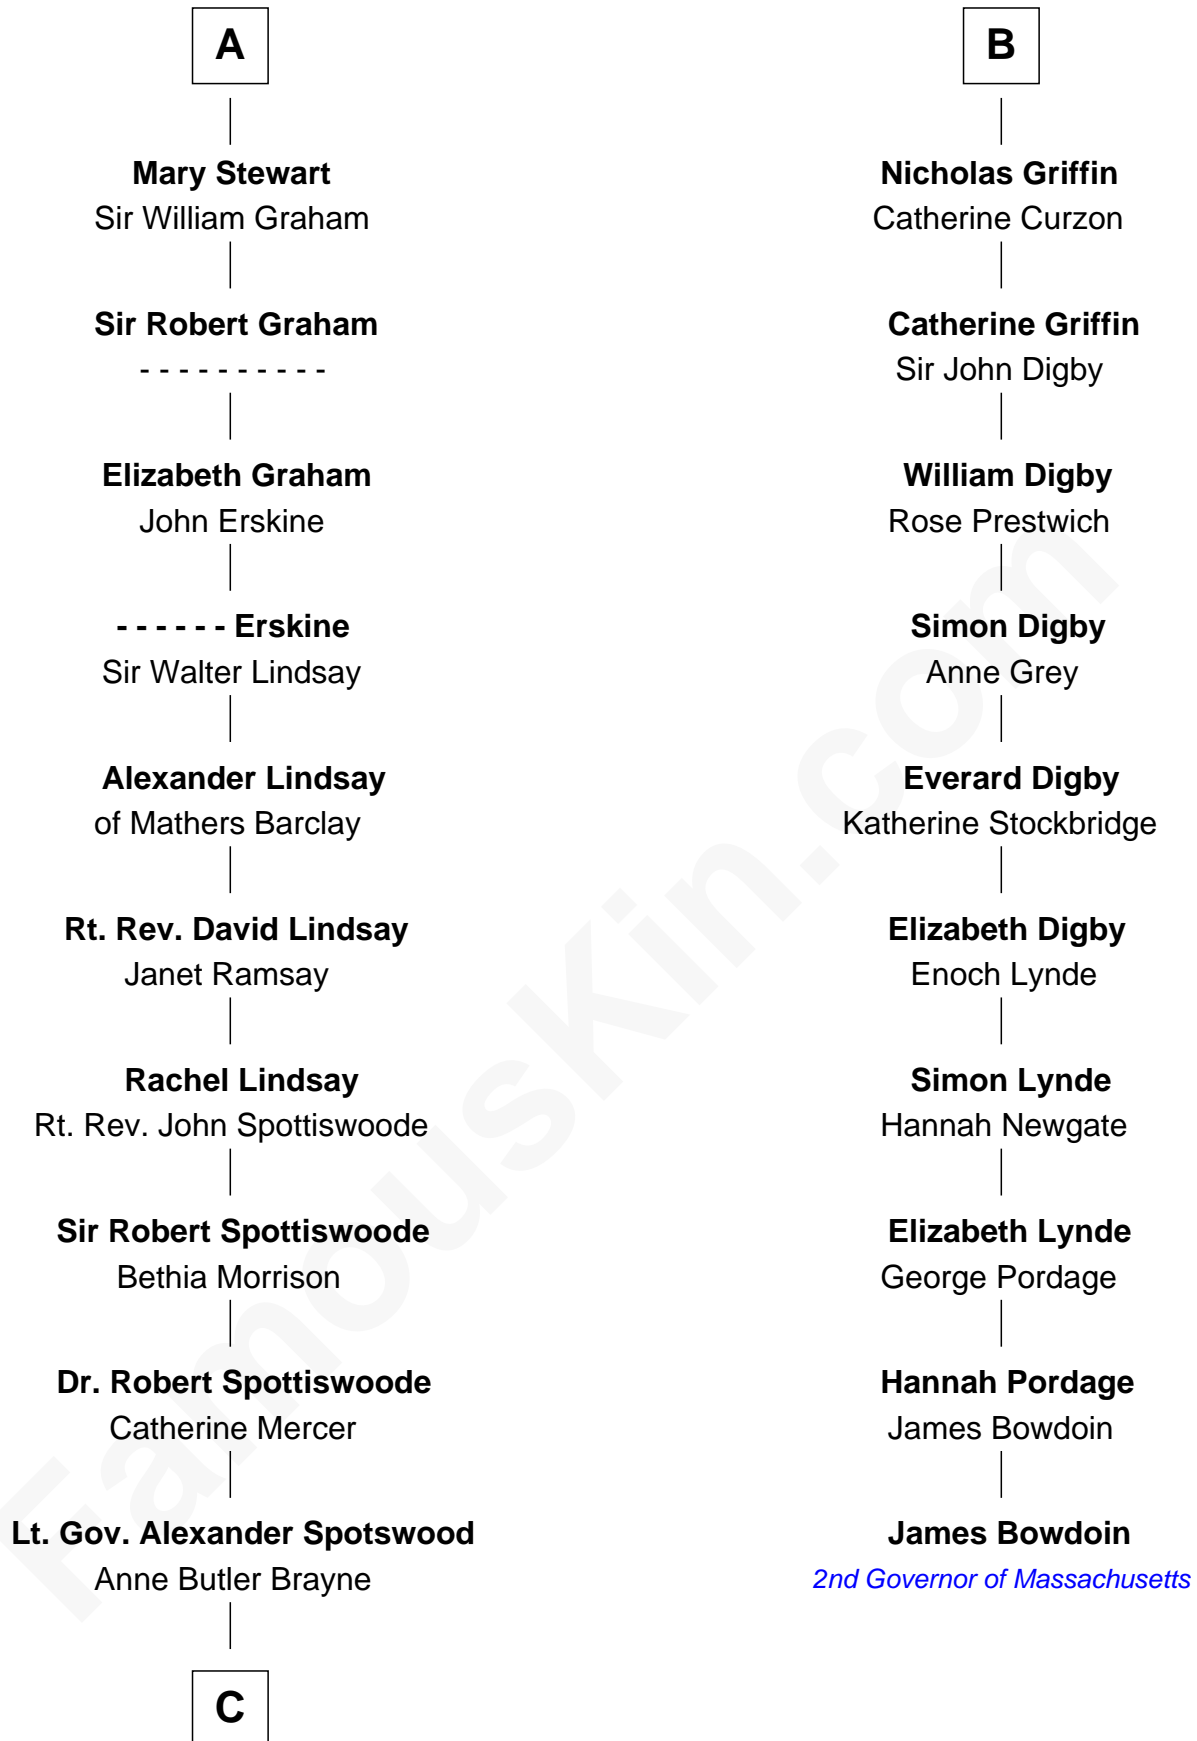 A
Mary Stewart
Sir William Graham
Sir Robert Graham
- - - - - - - - - -
Elizabeth Graham
John Erskine
- - - - - - Erskine
Sir Walter Lindsay
Alexander Lindsay
of Mathers Barclay
Rt. Rev. David Lindsay
Janet Ramsay
Rachel Lindsay
Rt. Rev. John Spottiswoode
Sir Robert Spottiswoode
Bethia Morrison
Dr. Robert Spottiswoode
Catherine Mercer
Lt. Gov. Alexander Spotswood
Anne Butler Brayne
C
B
Nicholas Griffin
Catherine Curzon
Catherine Griffin
Sir John Digby
William Digby
Rose Prestwich
Simon Digby
Anne Grey
Everard Digby
Katherine Stockbridge
Elizabeth Digby
Enoch Lynde
Simon Lynde
Hannah Newgate
Elizabeth Lynde
George Pordage
Hannah Pordage
James Bowdoin
James Bowdoin
2nd Governor of Massachusetts
FamousKin.com